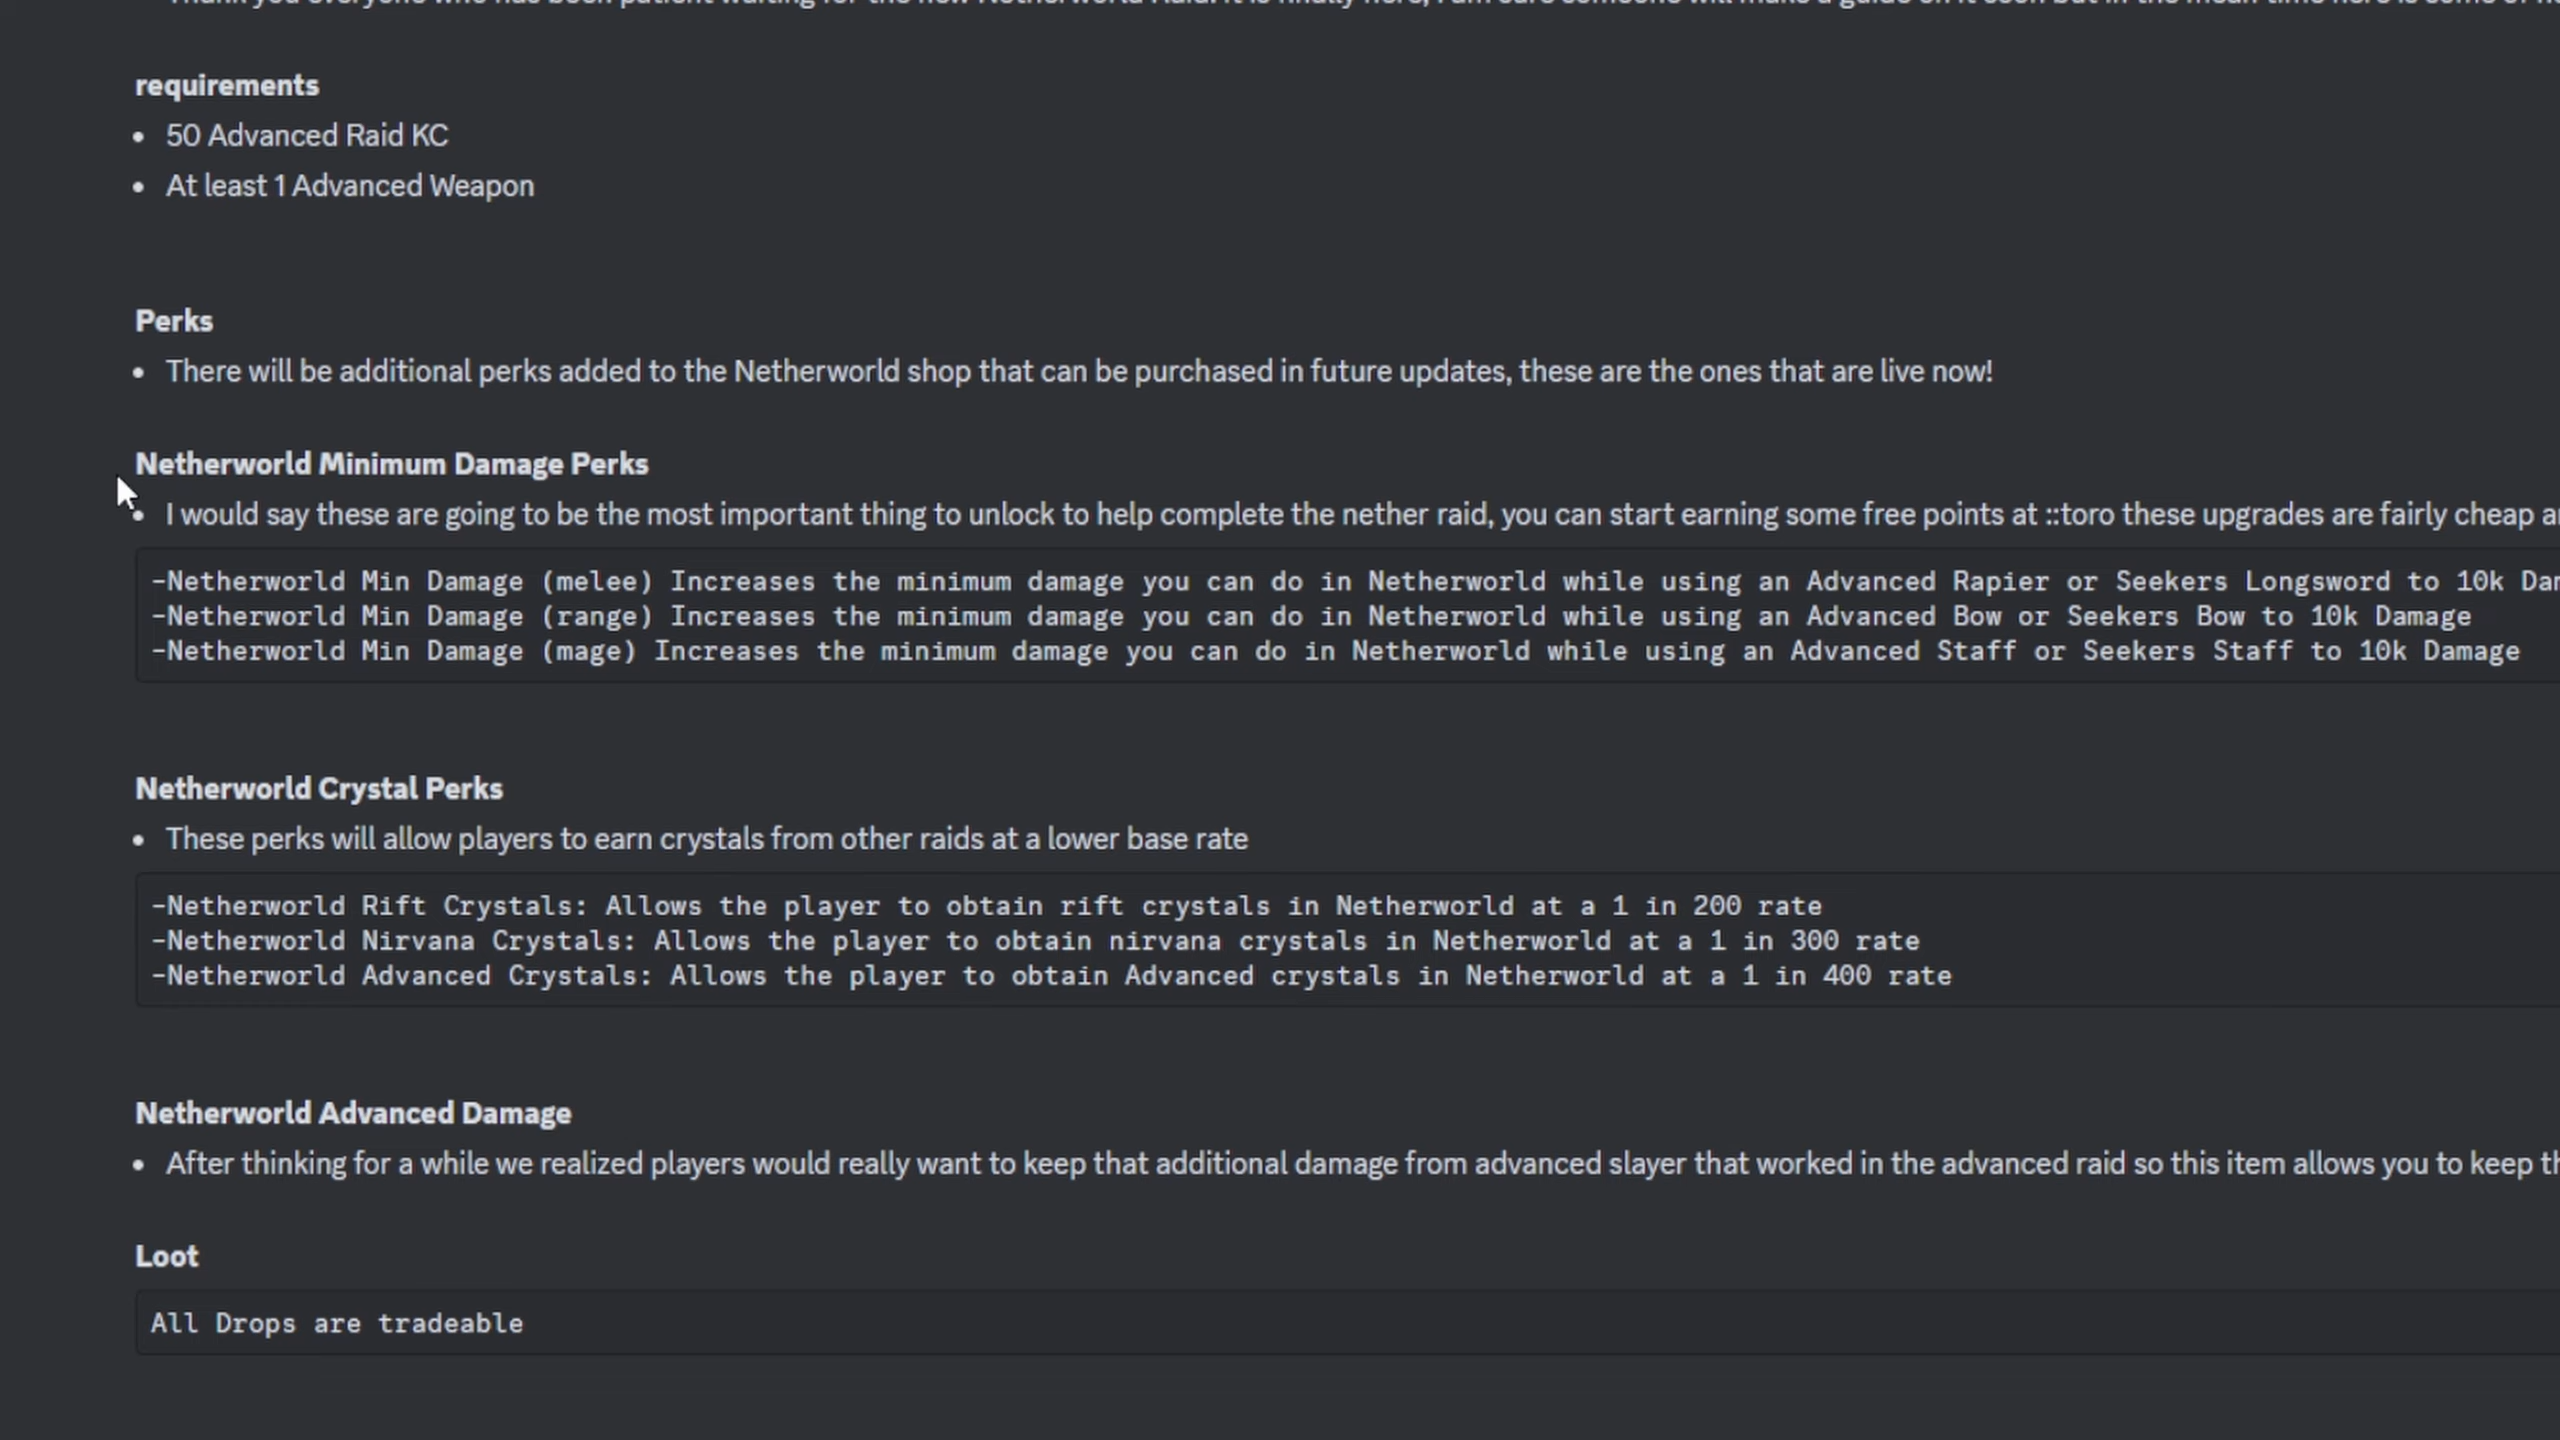 requirements
• 50 Advanced Raid KC
• At least 1 Advanced Weapon
Perks
• There will be additional perks added to the Netherworld shop that can be purchased in future updates, these are the ones that are live now!
Netherworld Minimum Damage Perks
• I would say these are going to be the most important thing to unlock to help complete the nether raid, you can start earning some free points at ::toro these upgrades are fairly cheap
-Netherworld Min Damage (melee) Increases the minimum damage you can do in Netherworld while using an Advanced Rapier or Seekers Longsword to 10k
-Netherworld Min Damage (range) Increases the minimum damage you can do in Netherworld while using an Advanced Bow or Seekers Bow to 10k Damage
-Netherworld Min Damage (mage) Increases the minimum damage you can do in Netherworld while using an Advanced Staff or Seekers Staff to 10k Damage
Netherworld Crystal Perks
• These perks will allow players to earn crystals from other raids at a lower base rate
-Netherworld Rift Crystals: Allows the player to obtain rift crystals in Netherworld at a 1 in 200 rate
-Netherworld Nirvana Crystals: Allows the player to obtain nirvana crystals in Netherworld at a 1 in 300 rate
-Netherworld Advanced Crystals: Allows the player to obtain Advanced crystals in Netherworld at a 1 in 400 rate
Netherworld Advanced Damage
• After thinking for a while we realized players would really want to keep that additional damage from advanced slayer that worked in the advanced raid so this item allows you to keep
Loot
All Drops are tradeable